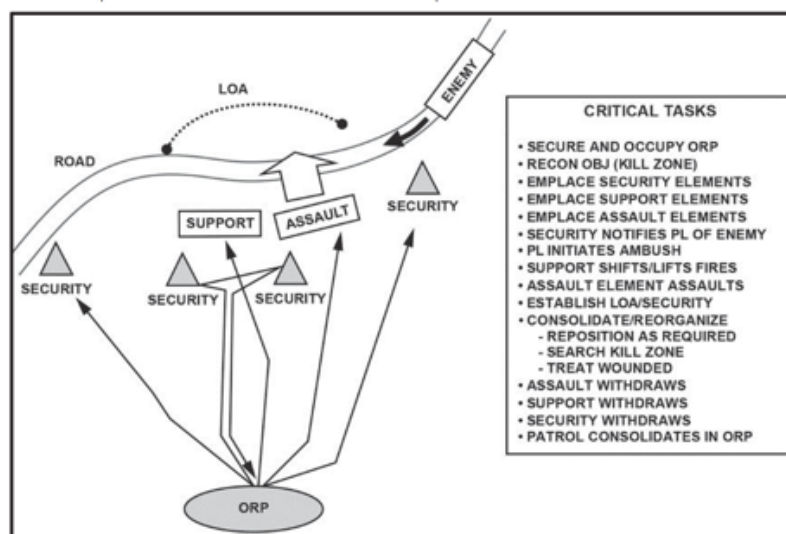 LOA
ENEMY
ROAD
SECURITY
SUPPORT
ASSAULT
SECURITY
SECURITY
SECURITY
ORP
CRITICAL TASKS
• SECURE AND OCCUPY ORP
• RECON OBJ (KILL ZONE)
• EMPLACE SECURITY ELEMENTS
• EMPLACE SUPPORT ELEMENTS
• EMPLACE ASSAULT ELEMENTS
• SECURITY NOTIFIES PL OF ENEMY
• PL INITIATES AMBUSH
• SUPPORT SHIFTS/LIFTS FIRES
• ASSAULT ELEMENT ASSAULTS
• ESTABLISH LOA/SECURITY
• CONSOLIDATE/REORGANIZE
- REPOSITION AS REQUIRED
- SEARCH KILL ZONE
- TREAT WOUNDED
• ASSAULT WITHDRAWS
• SUPPORT WITHDRAWS
• SECURITY WITHDRAWS
• PATROL CONSOLIDATES IN ORP